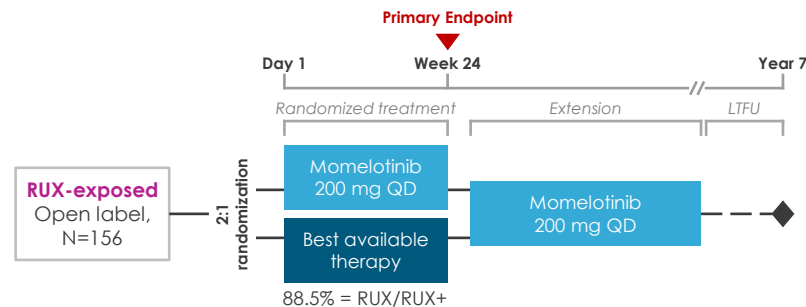 Primary Endpoint
Day 1
Week 24
Year 7
Randomized treatment
Extension
LTFU
RUX-exposed
Open label,
N=156
2:1
randomization
Momelotinib
200 mg QD
Best available
therapy
88.5% = RUX/RUX+
Momelotinib
200 mg QD